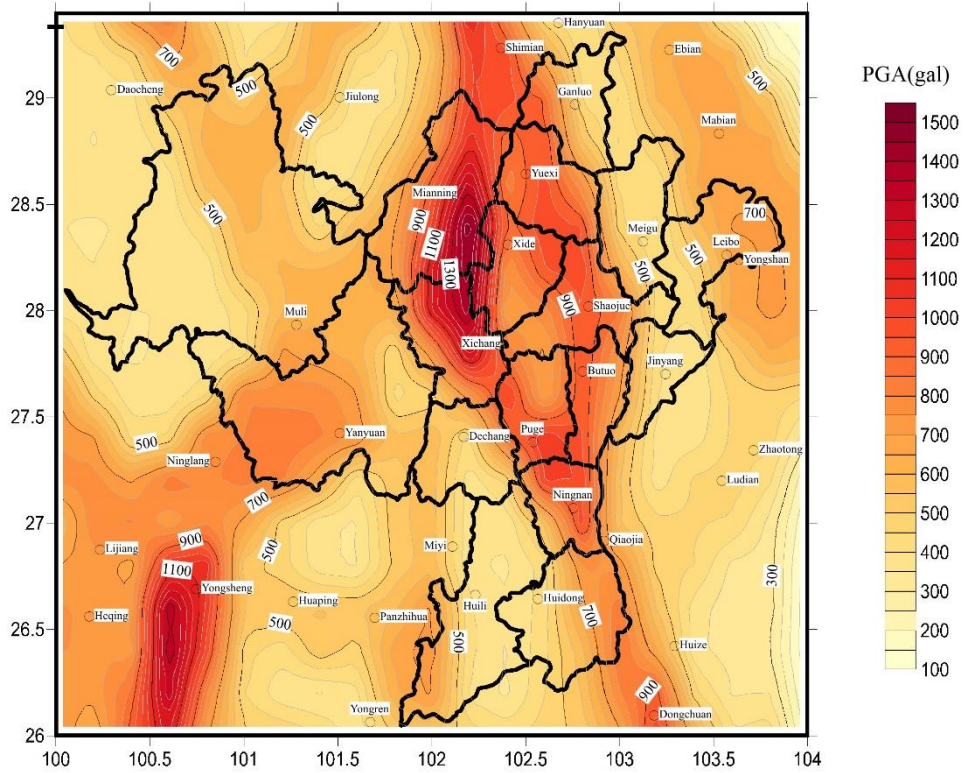 Hanyuan
Shimian
Ebian
700
500
PGA(gal)
29
Daocheng
500
Jiulong
Ganluo
500
500
Mabian
1500
1400
1300
1200
1100
1000
900
800
700
600
500
400
300
200
100
28.5
Mianning
Yuexi
900
1100
1300
500
Xide
Meigu
500
500
700
Leibo
Yongshan
28
Muli
900
Shaojue
Xichang
Jinyang
Butuo
27.5
500
Yanyuan
Dechang
Puge
Zhaotong
Ninglang
Ludian
700
Ningnan
27
900
500
Miyi
Qiaojia
Lijiang
1100
Yongsheng
300
Heqing
Huaping
Panzhihua
Huili
Huidong
26.5
500
500
700
Huize
900
Yongren
Dongchuan
26
100
100.5
101
101.5
102
102.5
103
103.5
104